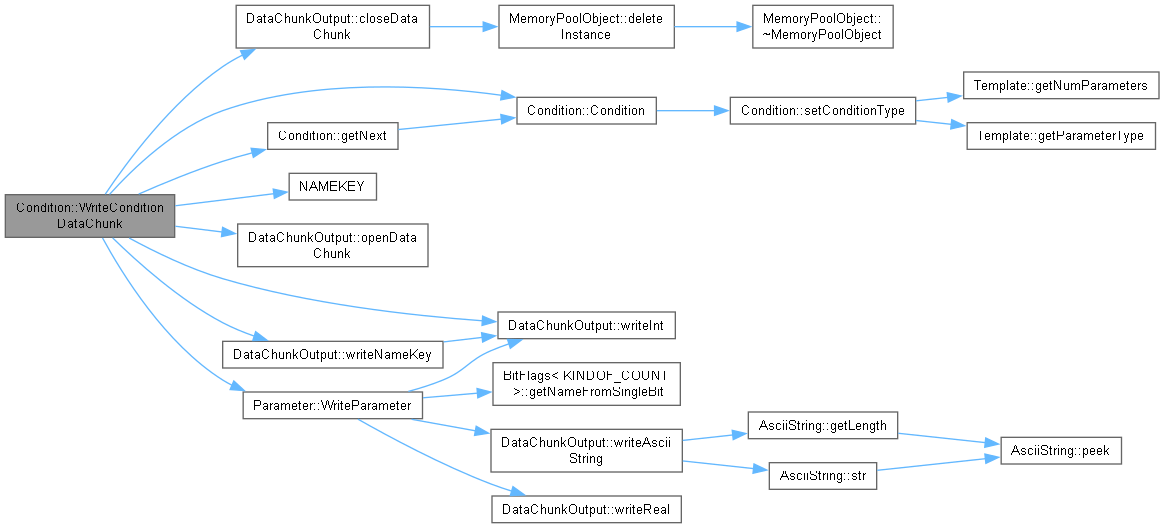 DataChunkOutput::closeData
Chunk
MemoryPoolObject::delete
Instance
MemoryPoolObject::
~MemoryPoolObject
Condition::Condition
Condition::setConditionType
Template::getNumParameters
Template::getParameterType
Condition::getNext
NAMEKEY
Condition::WriteCondition
DataChunk
DataChunkOutput::openData
Chunk
DataChunkOutput::writeInt
DataChunkOutput::writeNameKey
BitFlags< KINDOF_COUNT
>::getNameFromSingleBit
Parameter::WriteParameter
DataChunkOutput::writeAscii
String
AsciiString::getLength
AsciiString::peek
AsciiString::str
DataChunkOutput::writeReal